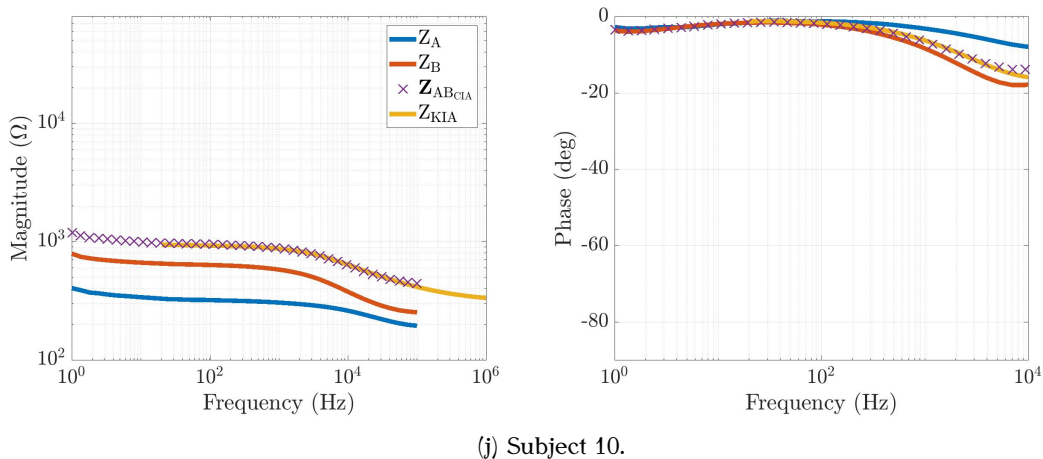 Z_A
Z_B
Z_AB_CIA
Z_KIA
Magnitude (Ω)
10^4
10^3
10^2
10^0
10^2
10^4
10^6
Frequency (Hz)
Phase (deg)
0
-20
-40
-60
-80
10^0
10^2
10^4
Frequency (Hz)
(j) Subject 10.